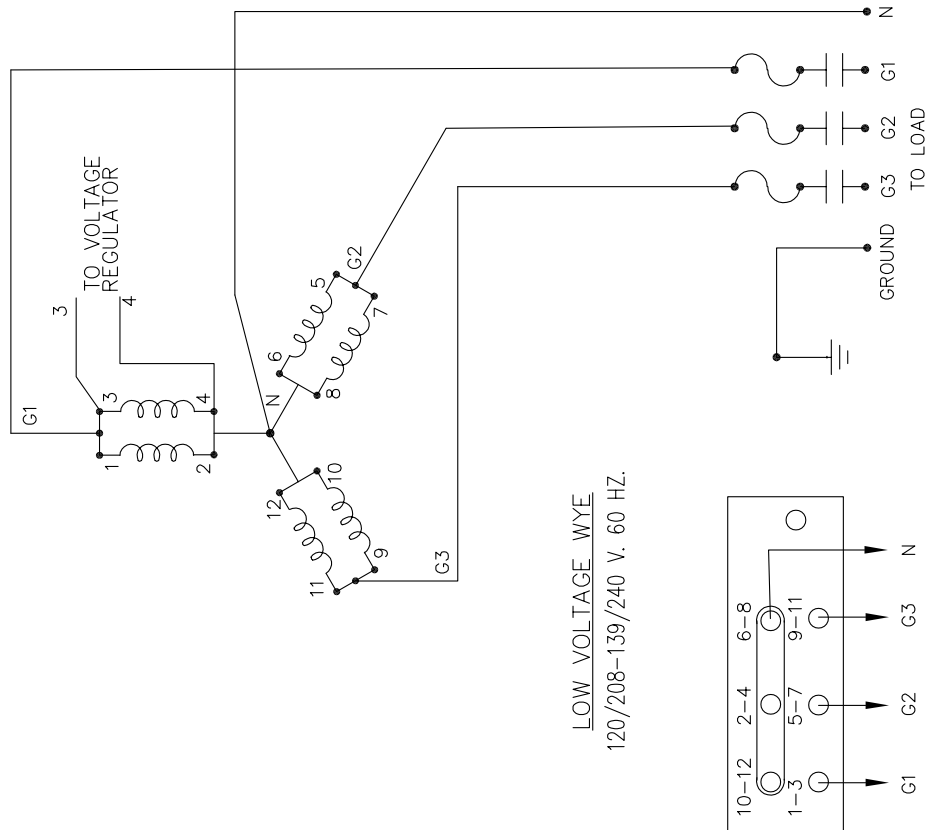 N
G1
G2
G3
TO LOAD
GROUND
TO VOLTAGE
REGULATOR
3
4
G1
1
3
2
4
N
G2
5
6
7
8
12
10
11
9
G3
LOW VOLTAGE WYE
120/208-139/240 V. 60 HZ.
10-12
2-4
6-8
1-3
5-7
9-11
G1
G2
G3
N